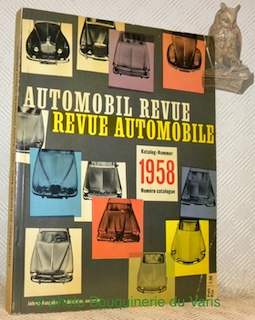 AUTOMOBIL REVUE
REVUE AUTOMOBILE
Katalog-Nummer
1958
Numéro catalogue
Bouquinerie du Varis